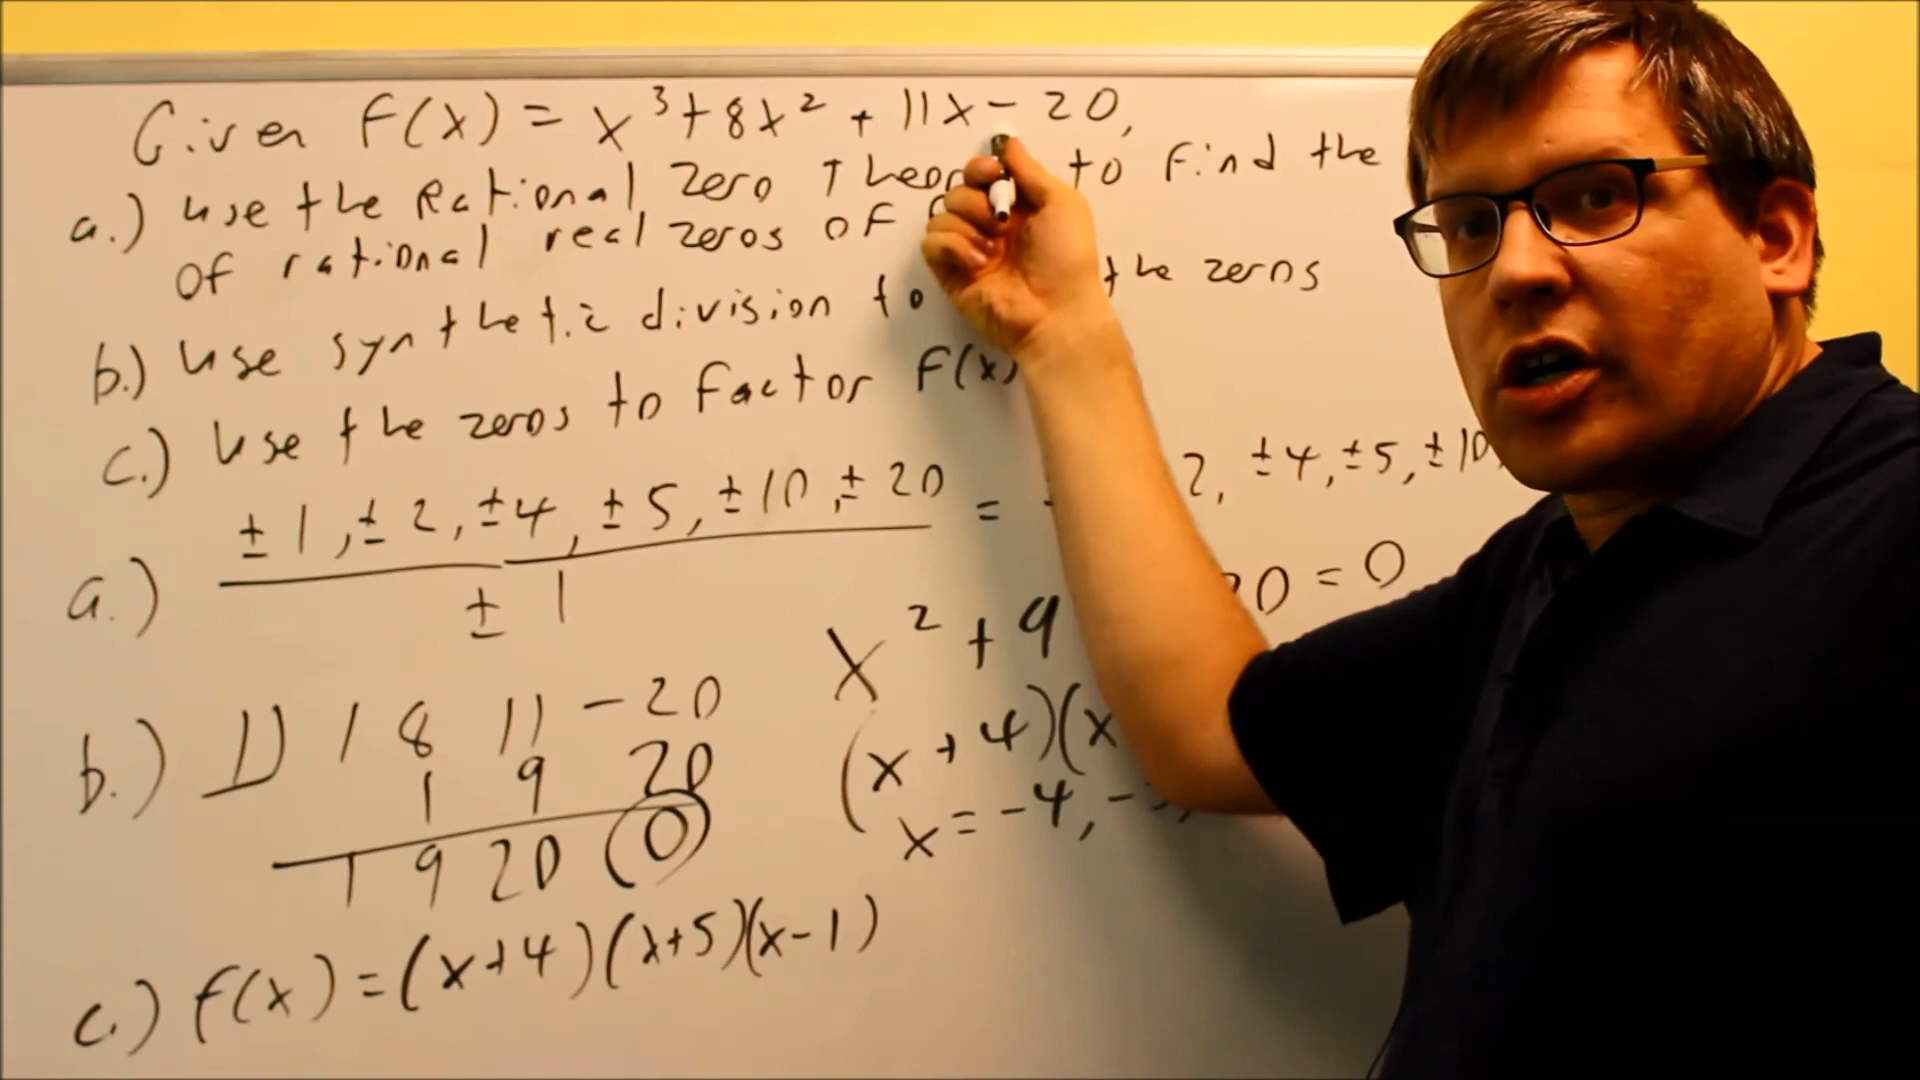 Given f(x) = x³ + 8x² + 11x - 20,
a.) Use the Rational Zero to find the
of rational real zeros of
b.) Use synthetic division to the zeros
c.) Use the zeros to factor f(x)
a.) ±1, ±2, ±4, ±5, ±10, ±20 = 2, ±4, ±5, ±10
±1
x² + 9 20 = 0
b.) 1) 1 8 11 -20
(x+4)(x
1 9 20
x = -4,
1 9 20 (0)
c.) f(x) = (x+4)(x+5)(x-1)